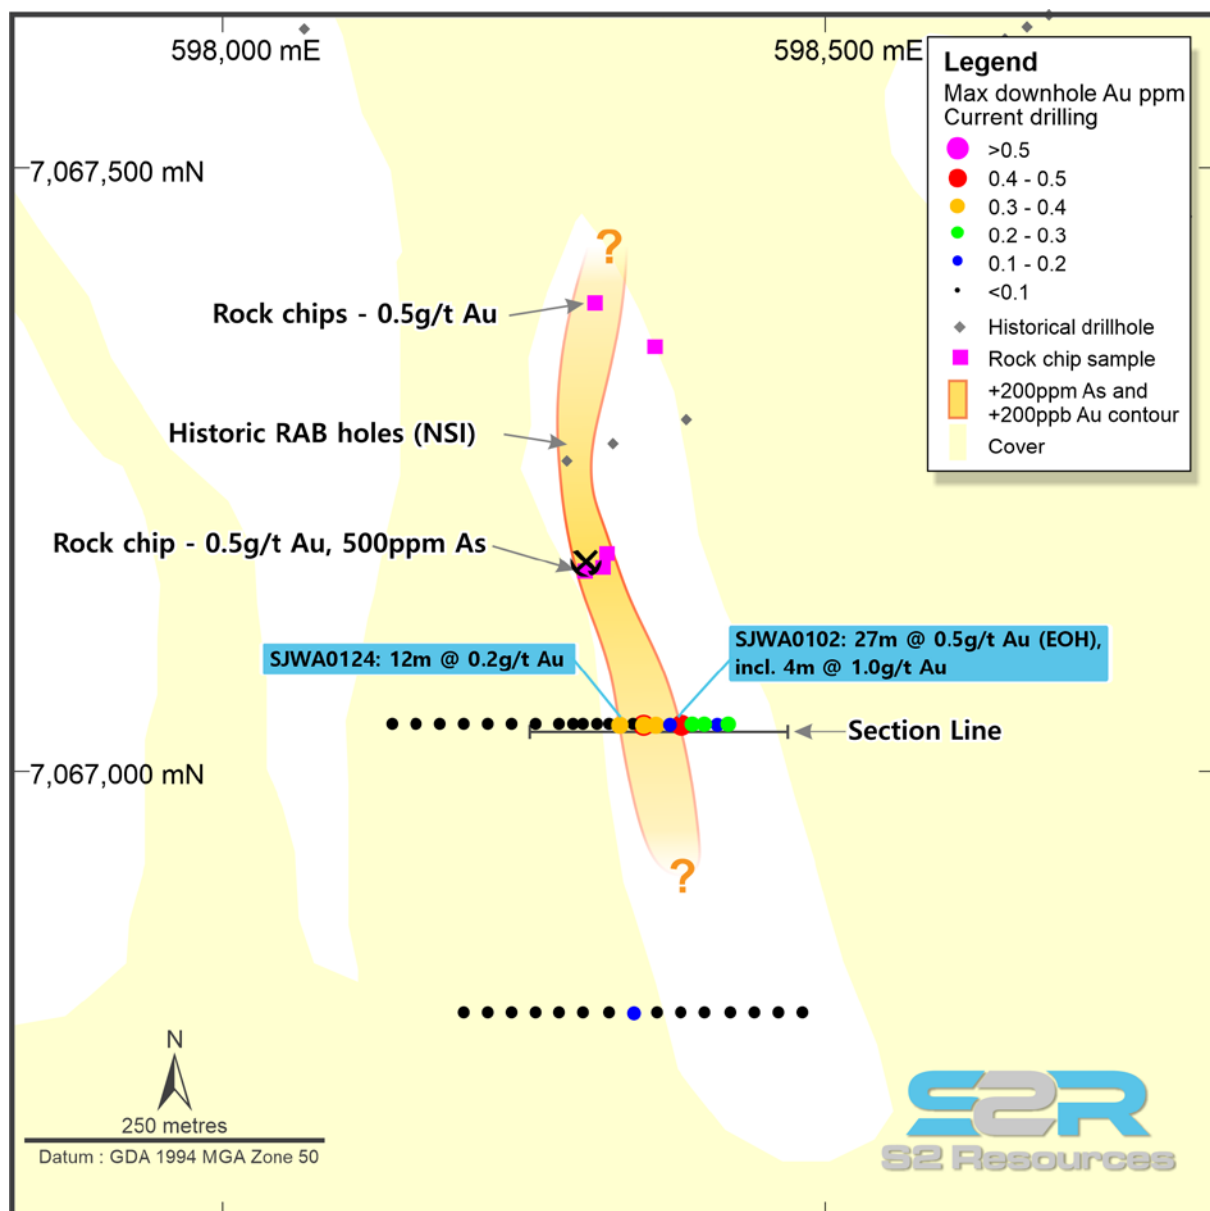 598,000 mE
598,500 mE
Legend
Max downhole Au ppm
Current drilling
>0.5
0.4 - 0.5
0.3 - 0.4
0.2 - 0.3
0.1 - 0.2
<0.1
Historical drillhole
Rock chip sample
+200ppm As and
+200ppb Au contour
Cover
7,067,500 mN
?
Rock chips - 0.5g/t Au
Historic RAB holes (NSI)
Rock chip - 0.5g/t Au, 500ppm As
SJWA0124: 12m @ 0.2g/t Au
SJWA0102: 27m @ 0.5g/t Au (EOH),
incl. 4m @ 1.0g/t Au
Section Line
7,067,000 mN
?
N
250 metres
Datum : GDA 1994 MGA Zone 50
S2R
S2 Resources